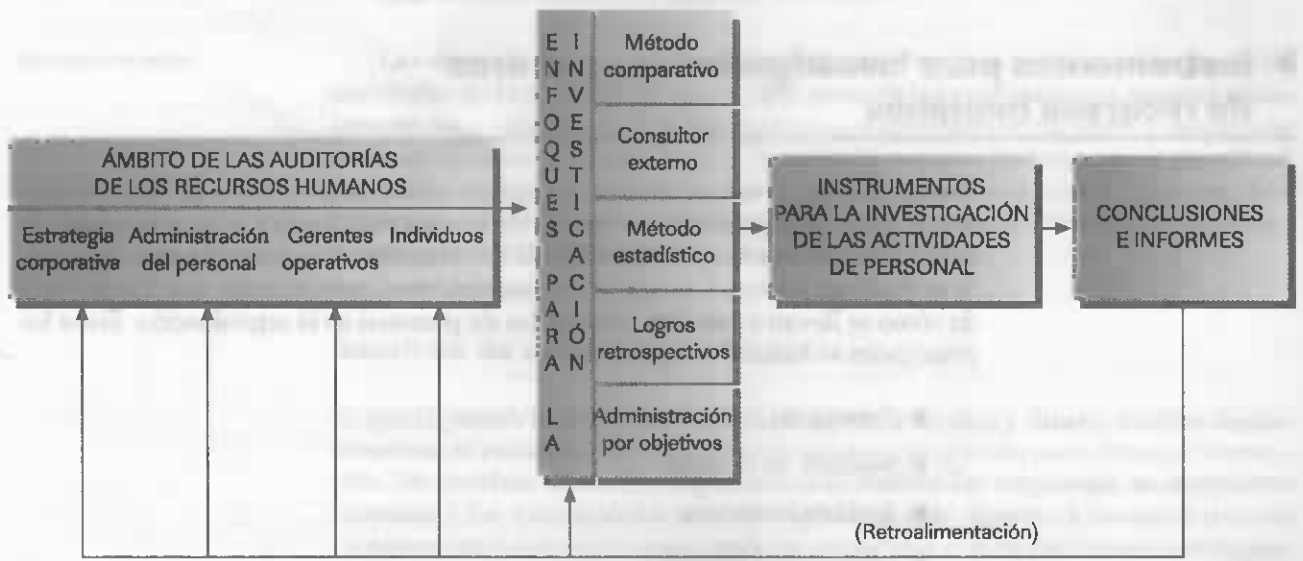 ÁMBITO DE LAS AUDITORÍAS
DE LOS RECURSOS HUMANOS
Estrategia
corporativa
Administración
del personal
Gerentes
operativos
Individuos
ENFOQUES PARA LA
INVESTIGACIÓN
Método
comparativo
Consultor
externo
Método
estadístico
Logros
retrospectivos
Administración
por objetivos
INSTRUMENTOS
PARA LA INVESTIGACIÓN
DE LAS ACTIVIDADES
DE PERSONAL
CONCLUSIONES
E INFORMES
(Retroalimentación)